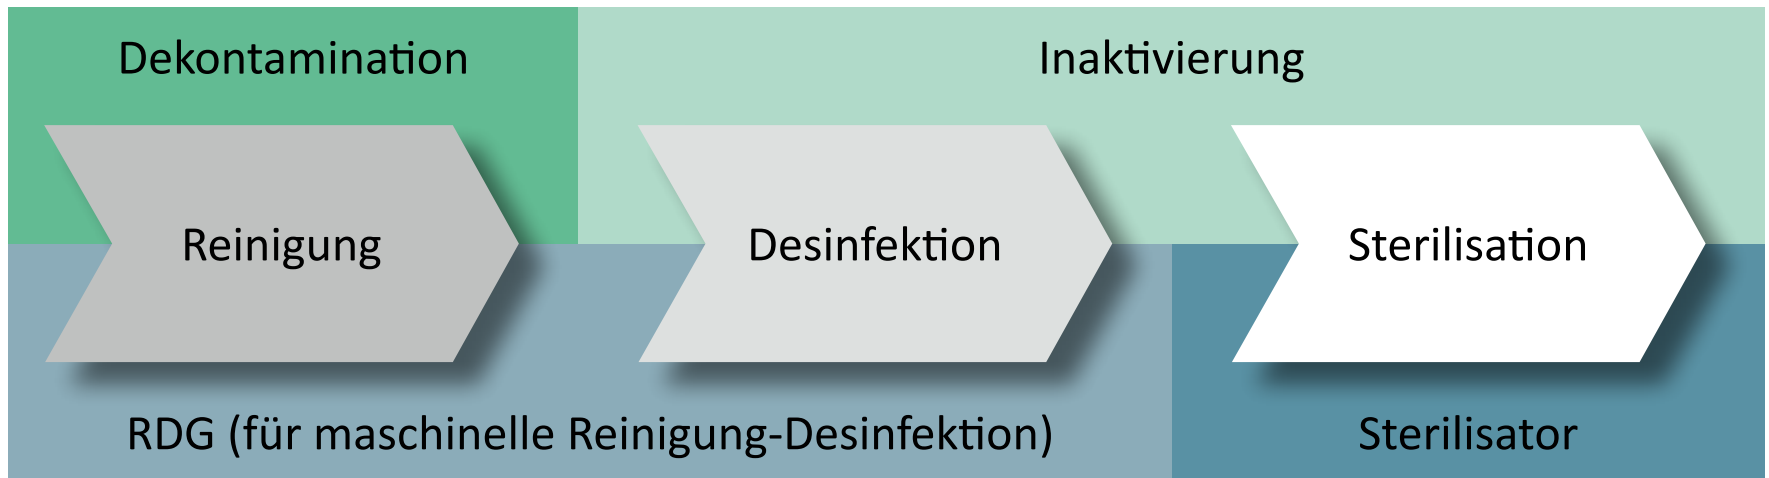 Dekontamination
Inaktivierung
Reinigung
Desinfektion
Sterilisation
RDG (für maschinelle Reinigung-Desinfektion)
Sterilisator